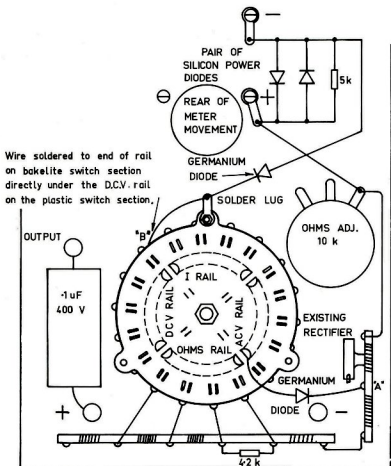 −
PAIR OF
SILICON POWER
DIODES
5k
+
REAR OF
METER
MOVEMENT
Wire soldered to end of rail
on bakelite switch section
directly under the D.C.V. rail
on the plastic switch section.
GERMANIUM
DIODE
SOLDER LUG
OHMS ADJ.
10 k
"B"
OUTPUT
I RAIL
DCV RAIL
ACV RAIL
OHMS RAIL
·1 uF
400 V
EXISTING
RECTIFIER
GERMANIUM
DIODE
"A"
+
−
4·2 k